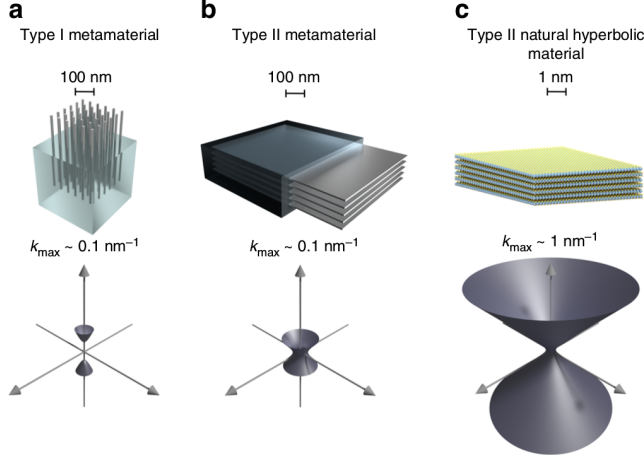 a
Type I metamaterial
100 nm
kmax ~ 0.1 nm⁻¹
b
Type II metamaterial
100 nm
kmax ~ 0.1 nm⁻¹
c
Type II natural hyperbolic
material
1 nm
kmax ~ 1 nm⁻¹